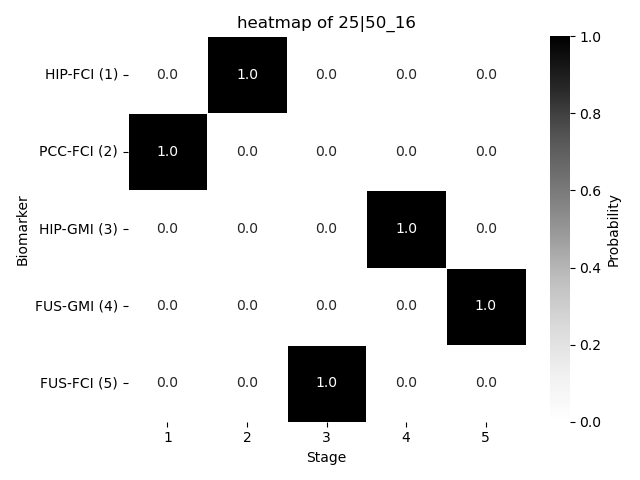 heatmap of 25|50_16
Biomarker
HIP-FCI (1) 0.0 1.0 0.0 0.0 0.0
PCC-FCI (2) 1.0 0.0 0.0 0.0 0.0
HIP-GMI (3) 0.0 0.0 0.0 1.0 0.0
FUS-GMI (4) 0.0 0.0 0.0 0.0 1.0
FUS-FCI (5) 0.0 0.0 1.0 0.0 0.0
1 2 3 4 5
Stage
1.0
0.8
0.6
0.4
0.2
0.0
Probability